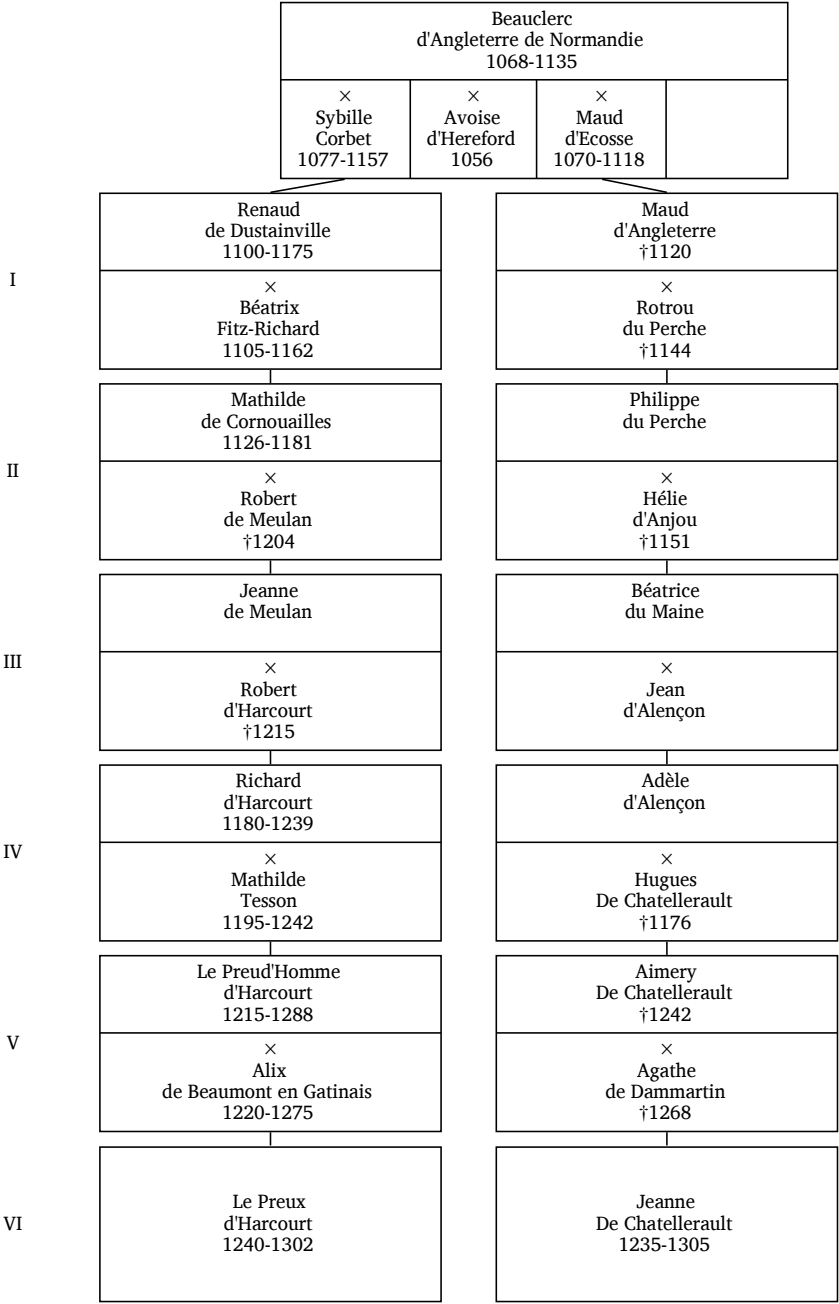 Beauclerc
d'Angleterre de Normandie
1068-1135
×
Sybille
Corbet
1077-1157
×
Avoise
d'Hereford
1056
×
Maud
d'Ecosse
1070-1118
I
Renaud
de Dustainville
1100-1175
×
Béatrix
Fitz-Richard
1105-1162
Maud
d'Angleterre
†1120
×
Rotrou
du Perche
†1144
II
Mathilde
de Cornouailles
1126-1181
×
Robert
de Meulan
†1204
Philippe
du Perche
×
Hélie
d'Anjou
†1151
III
Jeanne
de Meulan
×
Robert
d'Harcourt
†1215
Béatrice
du Maine
×
Jean
d'Alençon
IV
Richard
d'Harcourt
1180-1239
×
Mathilde
Tesson
1195-1242
Adèle
d'Alençon
×
Hugues
De Chatellerault
†1176
V
Le Preud'Homme
d'Harcourt
1215-1288
×
Alix
de Beaumont en Gatinais
1220-1275
Aimery
De Chatellerault
†1242
×
Agathe
de Dammartin
†1268
VI
Le Preux
d'Harcourt
1240-1302
Jeanne
De Chatellerault
1235-1305